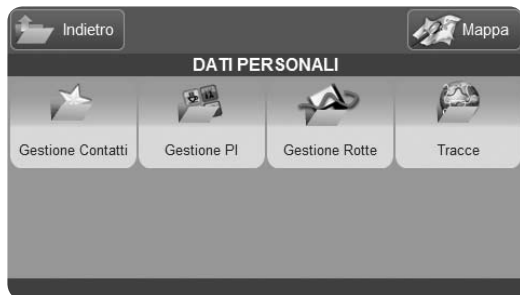 Indietro
Mappa
DATI PERSONALI
Gestione Contatti
Gestione PI
Gestione Rotte
Tracce